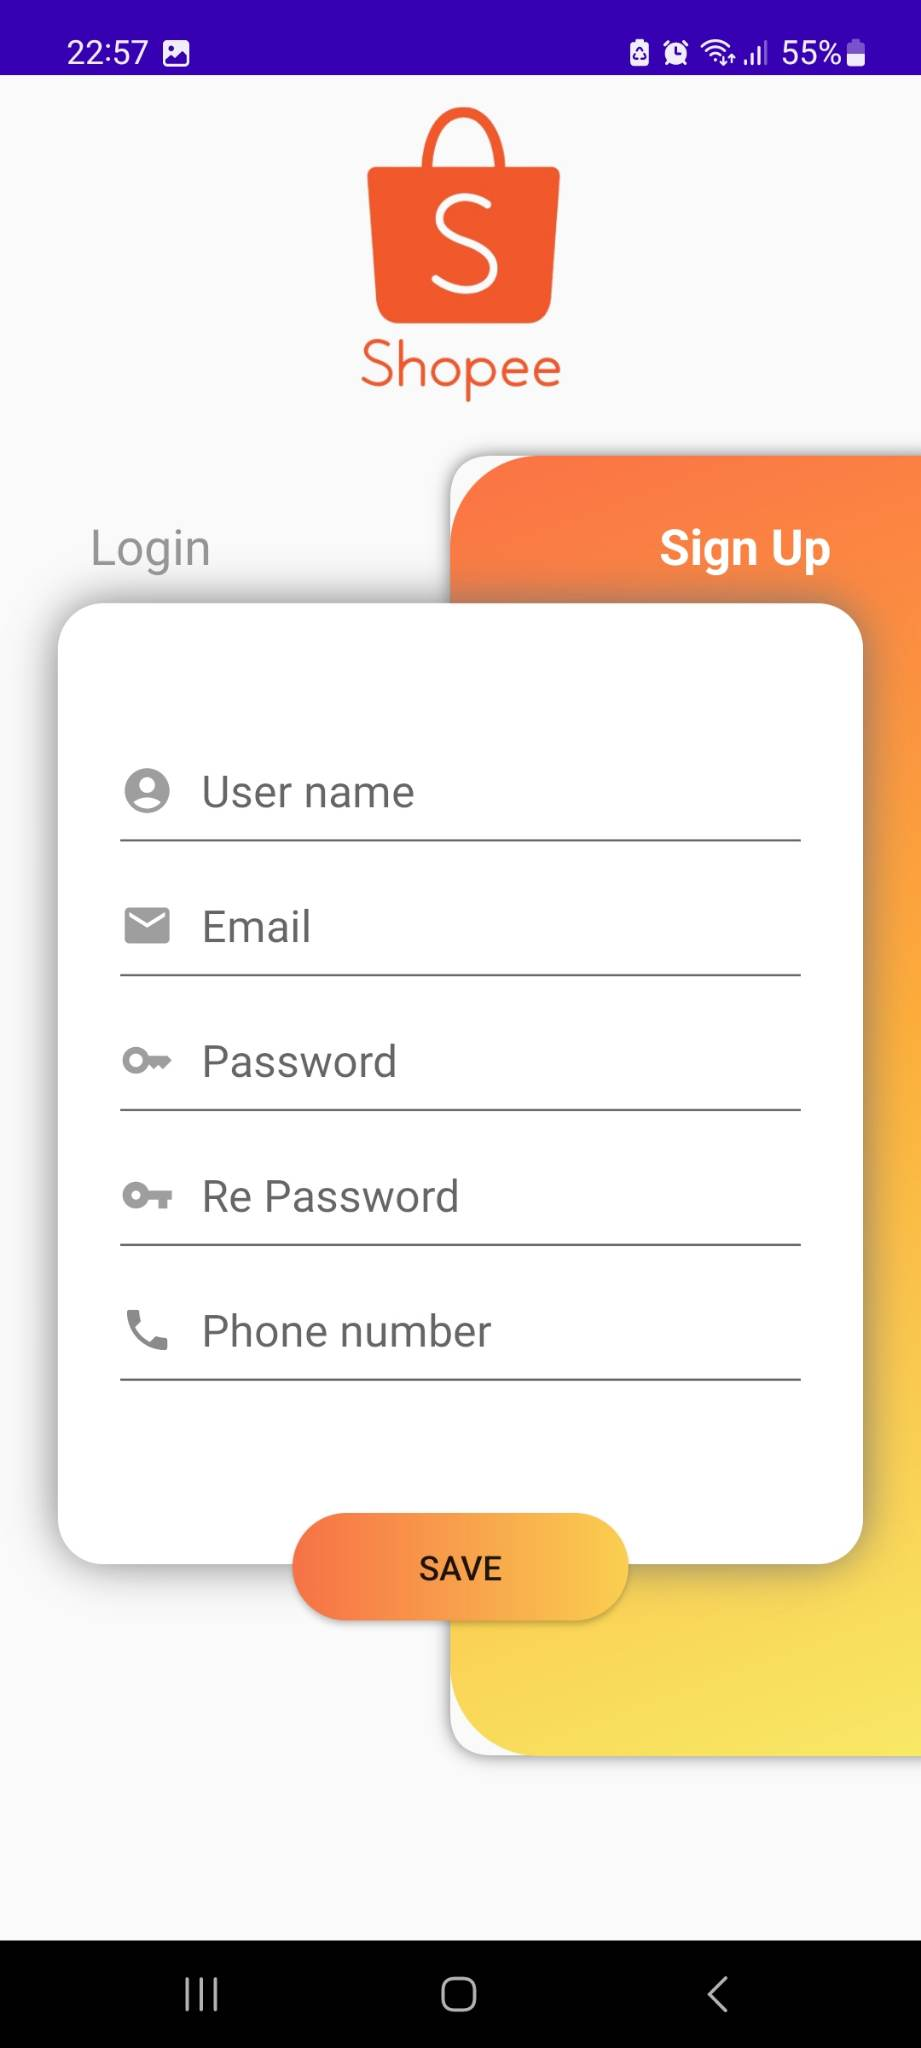 22:57 55%
S
Shopee
Login Sign Up
User name
Email
Password
Re Password
Phone number
SAVE